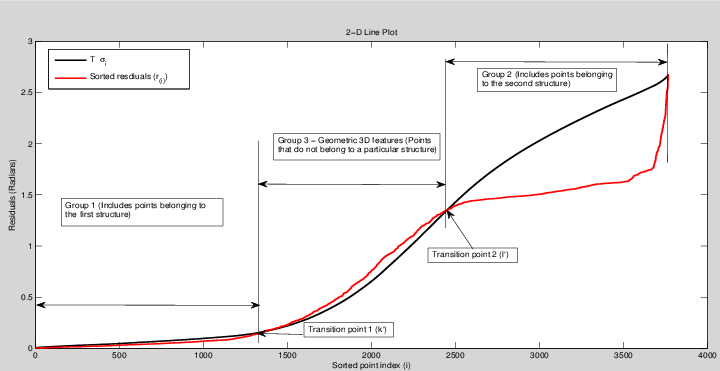 2-D Line Plot
T σi
Sorted resdiuals (r(i))
Group 2 (Includes points belonging
to the second structure)
Group 3 - Geometric 3D features (Points
that do not belong to a particular structure)
Group 1 (Includes points belonging to
the first structure)
Transition point 2 (l')
Transition point 1 (k')
Residuals (Radians)
3
2.5
2
1.5
1
0.5
0
0 500 1000 1500 2000 2500 3000 3500 4000
Sorted point index (i)